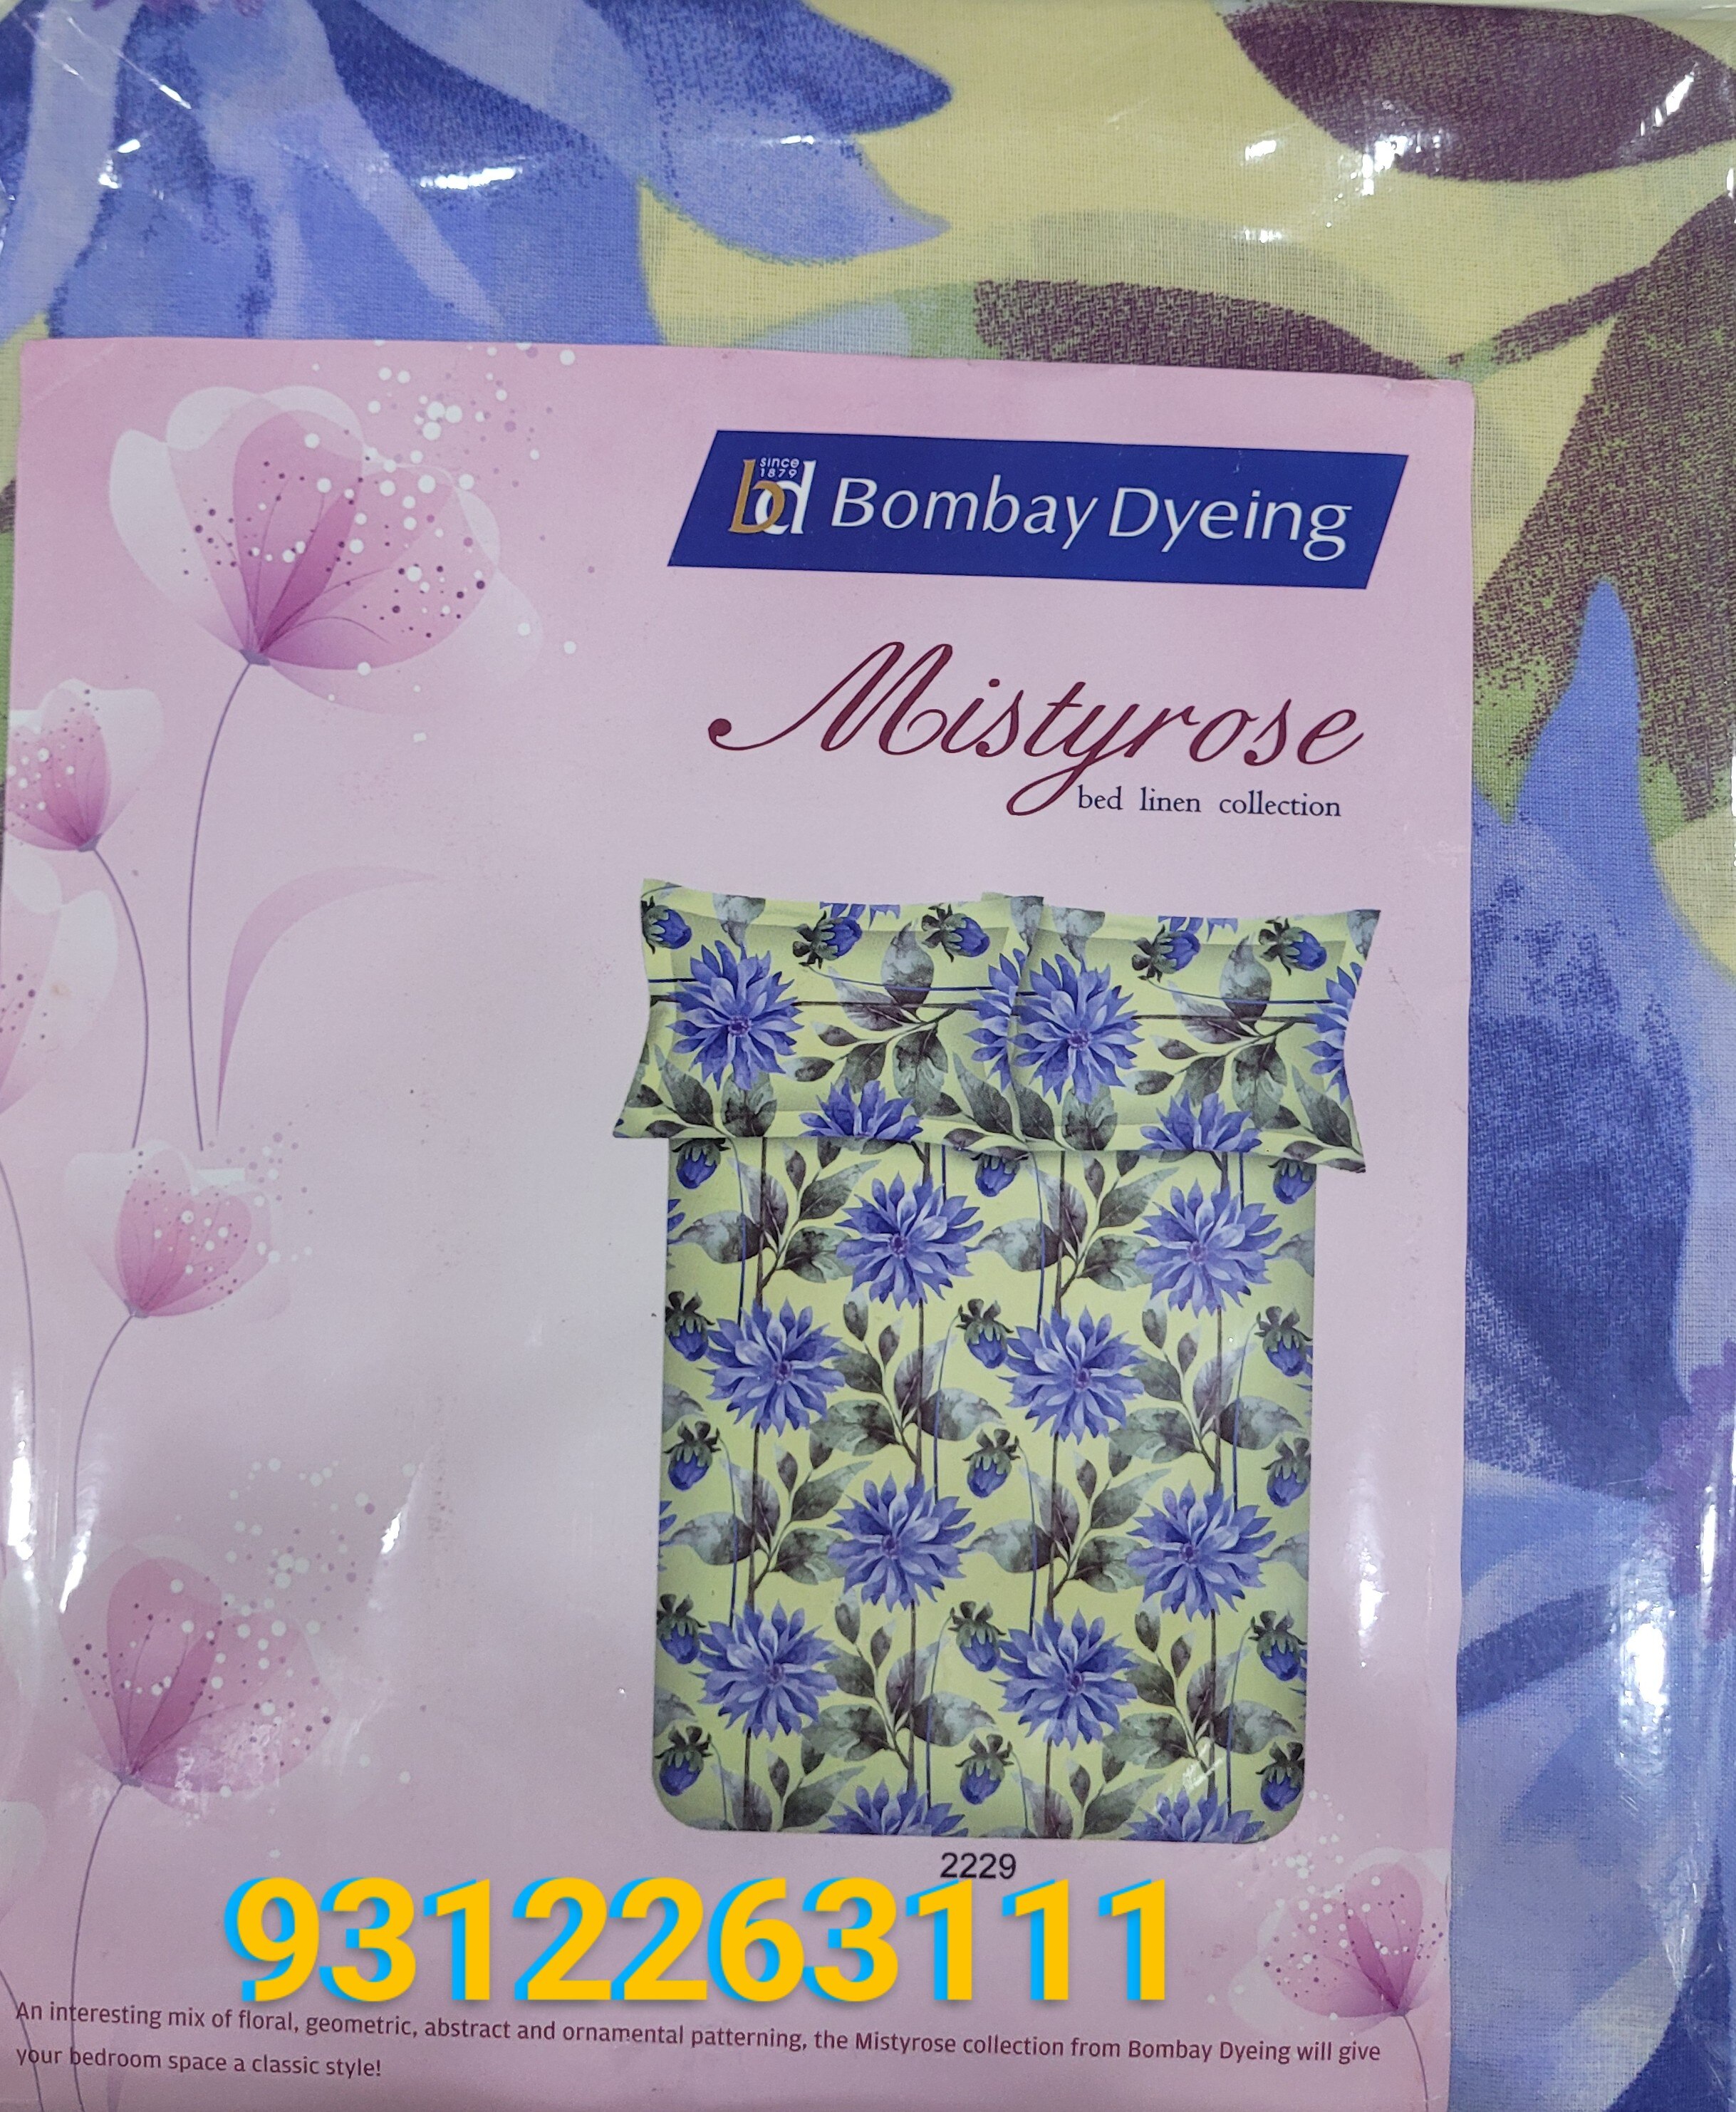 since
1879
bd Bombay Dyeing
Mistyrose
bed linen collection
2229
9312263111
An interesting mix of floral, geometric, abstract and ornamental patterning, the Mistyrose collection from Bombay Dyeing will give
your bedroom space a classic style!